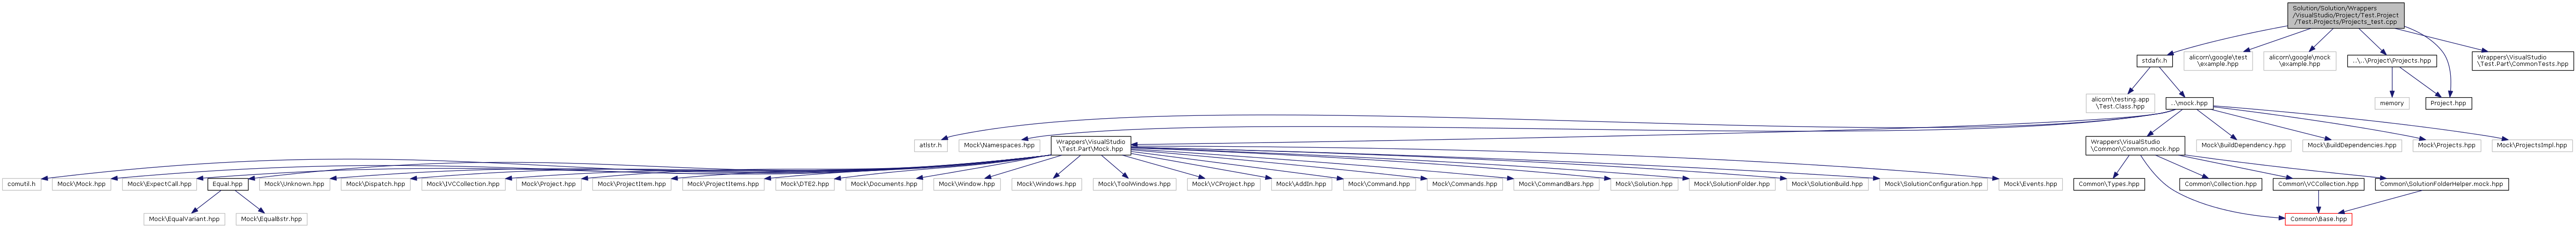 Solution/Solution/Wrappers
/VisualStudio/Project/Test.Project
/Test.Projects/Projects_test.cpp
stdafx.h
alicorn\google\test
\example.hpp
alicorn\google\mock
\example.hpp
..\..\Project\Projects.hpp
Wrappers\VisualStudio
\Test.Part\CommonTests.hpp
alicorn\testing.app
\Test.Class.hpp
..\mock.hpp
memory
Project.hpp
atlstr.h
Mock\Namespaces.hpp
Wrappers\VisualStudio
\Test.Part\Mock.hpp
Wrappers\VisualStudio
\Common\Common.mock.hpp
Mock\BuildDependency.hpp
Mock\BuildDependencies.hpp
Mock\Projects.hpp
Mock\ProjectsImpl.hpp
comutil.h
Mock\Mock.hpp
Mock\ExpectCall.hpp
Equal.hpp
Mock\Unknown.hpp
Mock\Dispatch.hpp
Mock\IVCCollection.hpp
Mock\Project.hpp
Mock\ProjectItem.hpp
Mock\ProjectItems.hpp
Mock\DTE2.hpp
Mock\Documents.hpp
Mock\Window.hpp
Mock\Windows.hpp
Mock\ToolWindows.hpp
Mock\VCProject.hpp
Mock\AddIn.hpp
Mock\Command.hpp
Mock\Commands.hpp
Mock\CommandBars.hpp
Mock\Solution.hpp
Mock\SolutionFolder.hpp
Mock\SolutionBuild.hpp
Mock\SolutionConfiguration.hpp
Mock\Events.hpp
Common\Types.hpp
Common\Collection.hpp
Common\VCCollection.hpp
Common\SolutionFolderHelper.mock.hpp
Mock\EqualVariant.hpp
Mock\EqualBstr.hpp
Common\Base.hpp